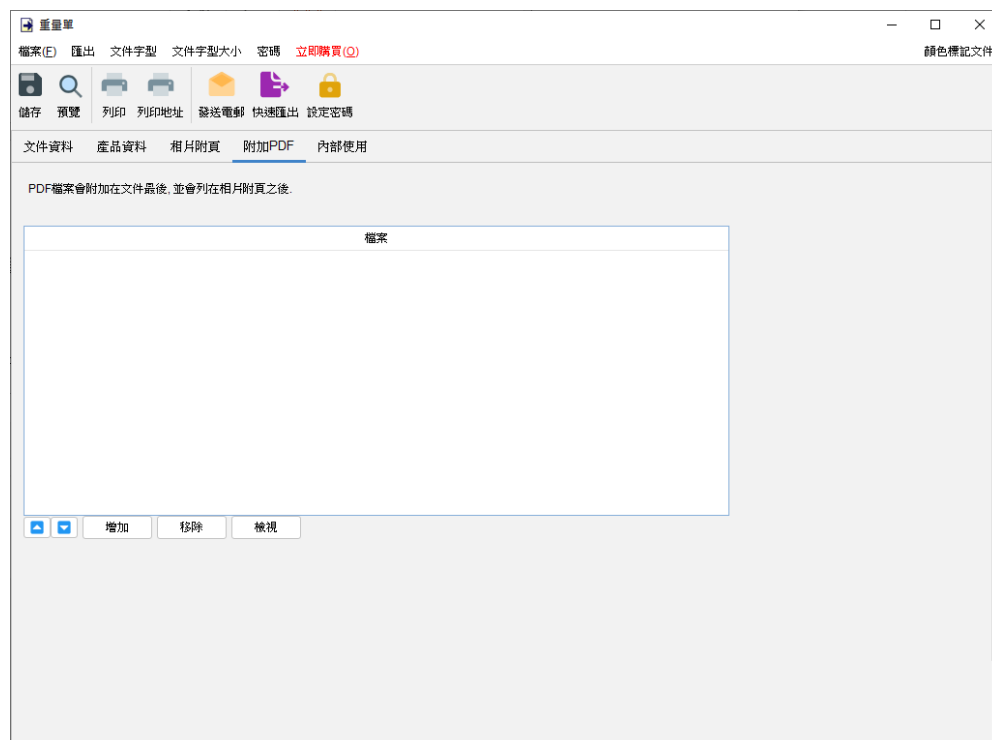 重量單
檔案(F) 匯出 文件字型 文件字型大小 密碼 立即購買(O) 顏色標記文件
儲存 預覽 列印 列印地址 發送電郵 快速匯出 設定密碼
文件資料 產品資料 相片附頁 附加PDF 內部使用
PDF檔案會附加在文件最後, 並會列在相片附頁之後.
檔案
增加 移除 檢視